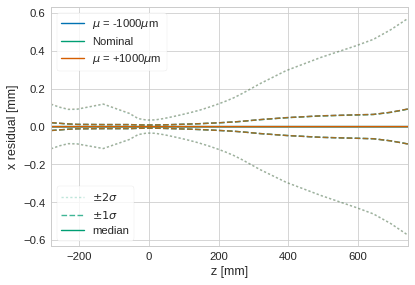 μ = -1000μm
Nominal
μ = +1000μm
0.6
0.4
0.2
0.0
−0.2
−0.4
−0.6
x residual [mm]
±2σ
±1σ
median
−200 0 200 400 600
z [mm]